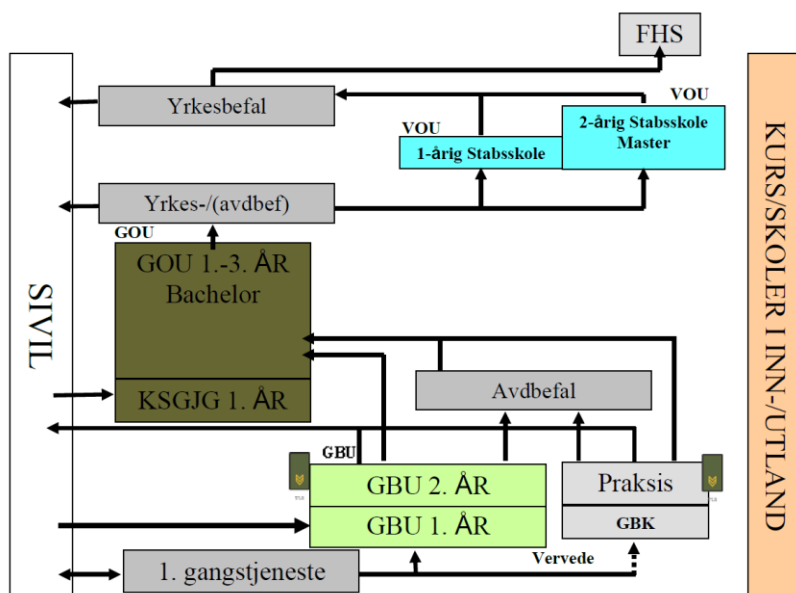 FHS
Yrkesbefal
VOU
VOU
2-årig Stabsskole
Master
1-årig Stabsskole
Yrkes-/(avdbef)
GOU
GOU 1.-3. ÅR
Bachelor
KSGJG 1. ÅR
Avdbefal
GBU
GBU 2. ÅR
GBU 1. ÅR
Praksis
GBK
Vervede
1. gangstjeneste
SIVIL
KURS/SKOLER I INN-/UTLAND